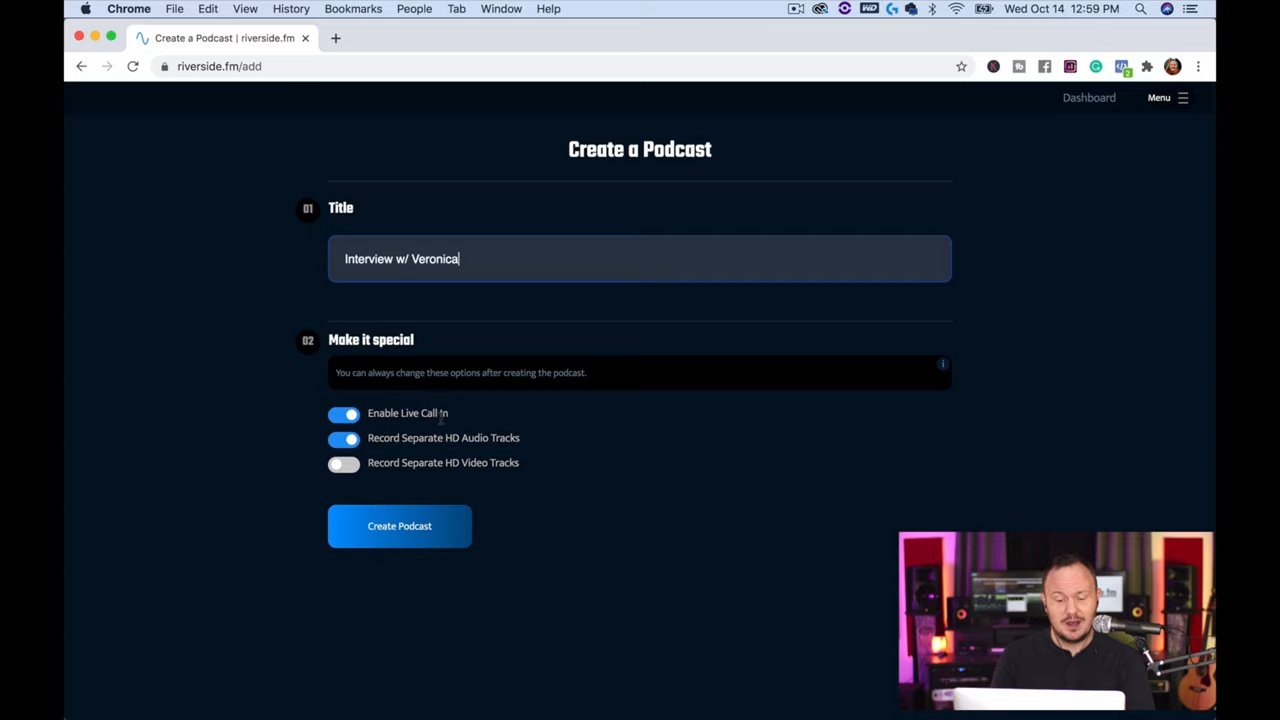 Chrome File Edit View History Bookmarks People Tab Window Help WD Wed Oct 14 12:59 PM
Create a Podcast | riverside.fm
riverside.fm/add
2
Dashboard Menu
Create a Podcast
01 Title
Interview w/ Veronica
02 Make it special
You can always change these options after creating the podcast.
i
Enable Live Call In
Record Separate HD Audio Tracks
Record Separate HD Video Tracks
Create Podcast